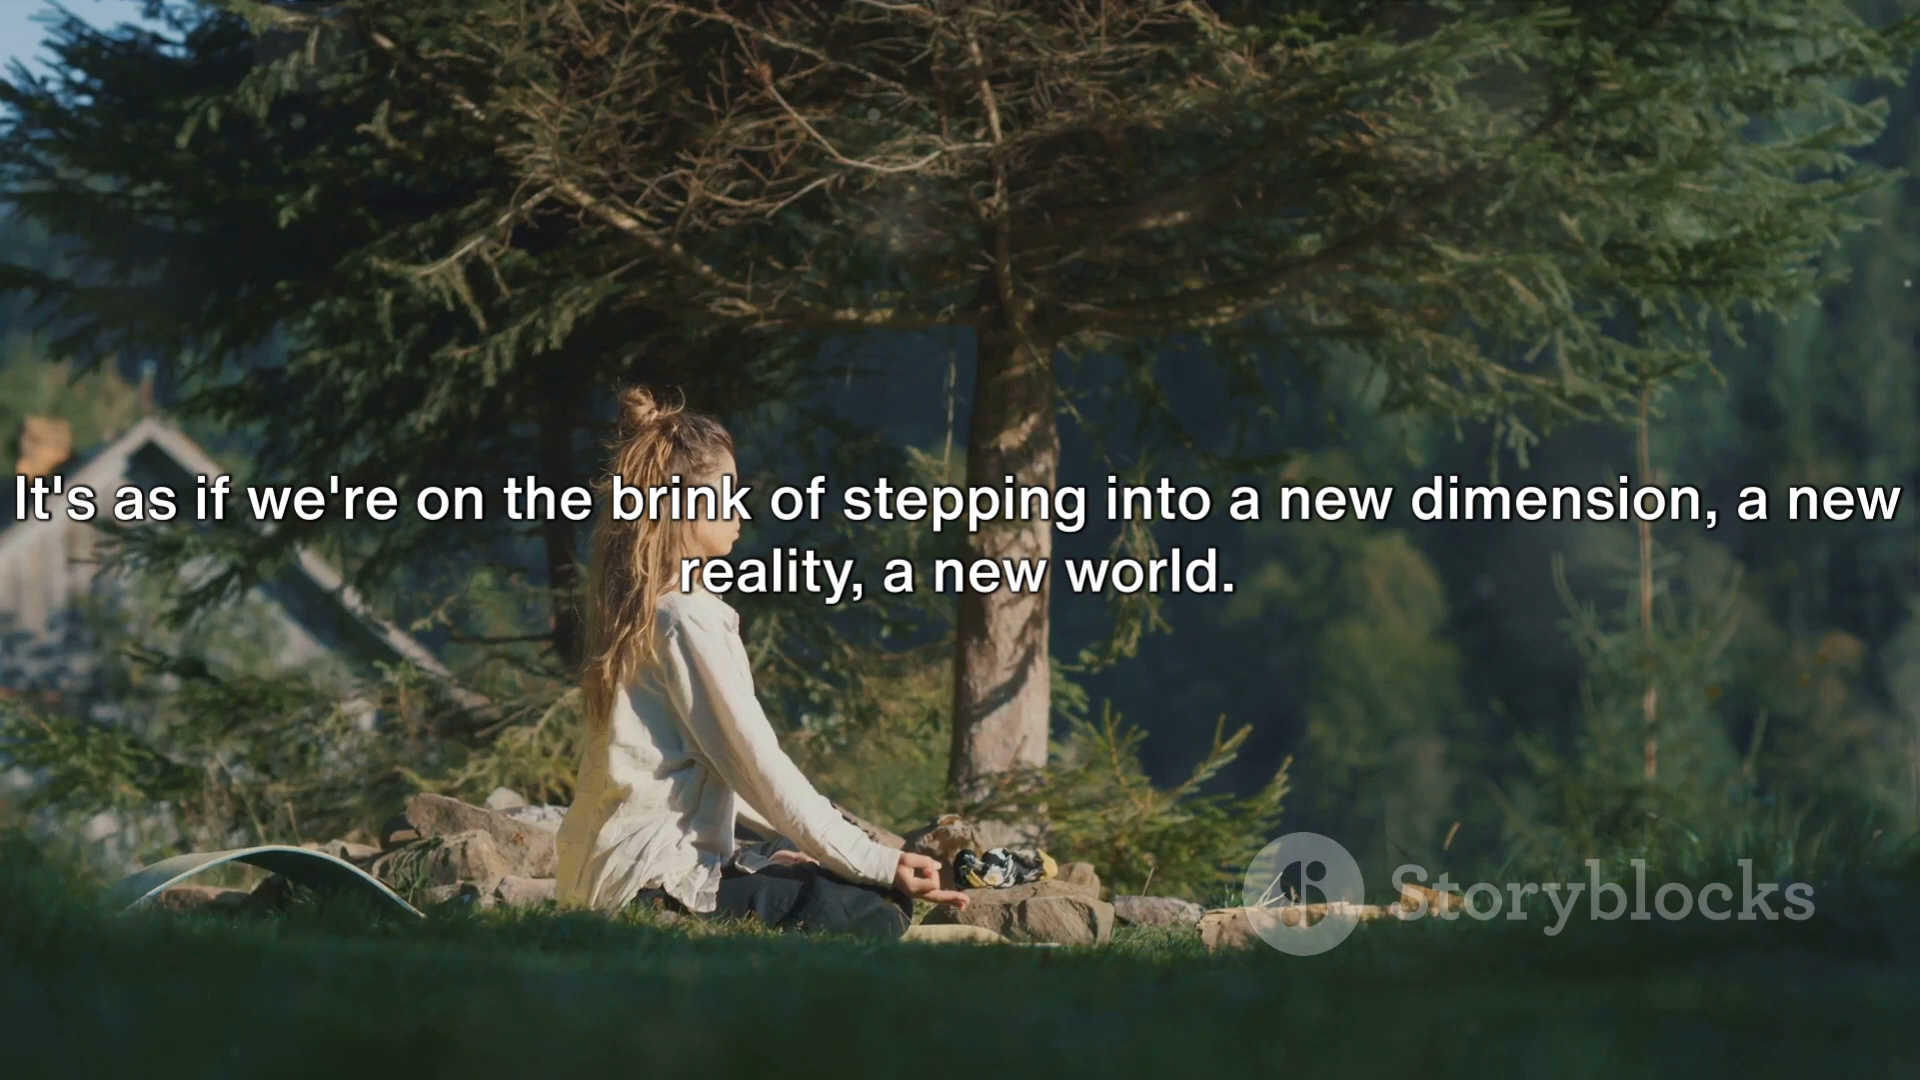 It's as if we're on the brink of stepping into a new dimension, a new
reality, a new world.
Storyblocks